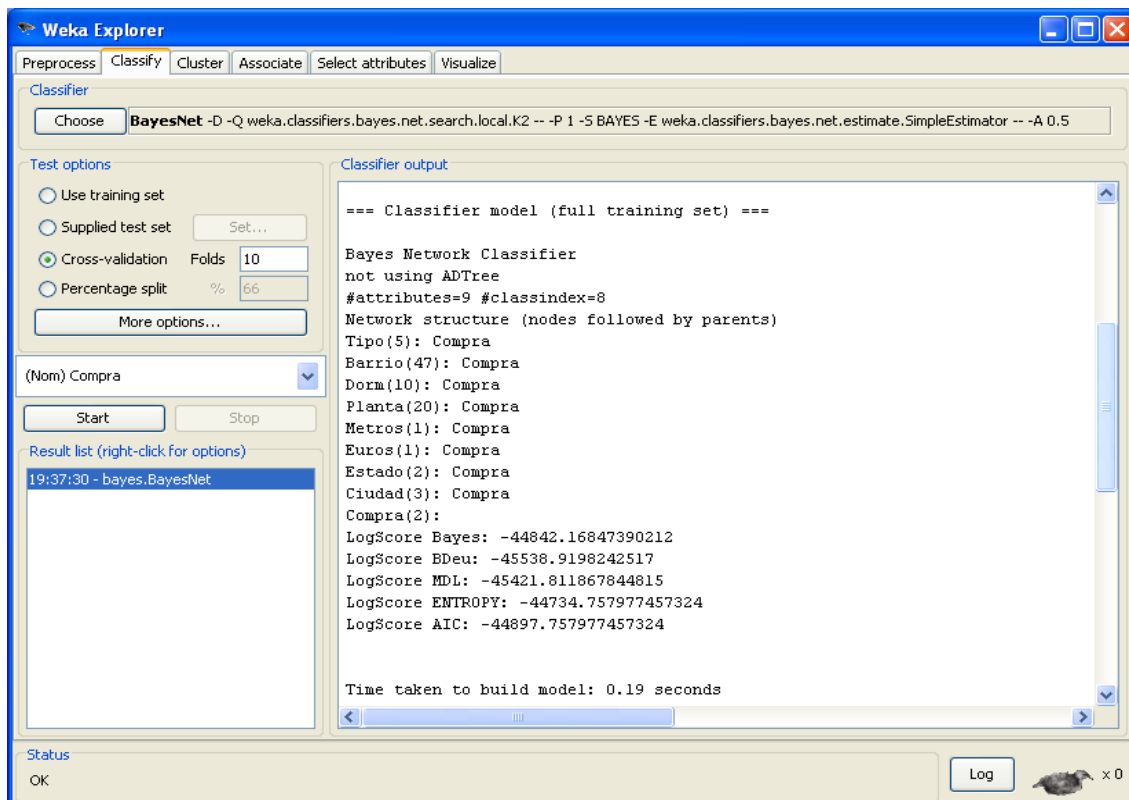 Weka Explorer
Preprocess Classify Cluster Associate Select attributes Visualize
Classifier
Choose BayesNet -D -Q weka.classifiers.bayes.net.search.local.K2 -- -P 1 -S BAYES -E weka.classifiers.bayes.net.estimate.SimpleEstimator -- -A 0.5
Test options
Use training set
Supplied test set Set...
Cross-validation Folds 10
Percentage split % 66
More options...
(Nom) Compra
Start Stop
Result list (right-click for options)
19:37:30 - bayes.BayesNet
Classifier output
=== Classifier model (full training set) ===
Bayes Network Classifier
not using ADTree
#attributes=9 #classindex=8
Network structure (nodes followed by parents)
Tipo(5): Compra
Barrio(47): Compra
Dorm(10): Compra
Planta(20): Compra
Metros(1): Compra
Euros(1): Compra
Estado(2): Compra
Ciudad(3): Compra
Compra(2):
LogScore Bayes: -44842.16847390212
LogScore BDeu: -45538.9198242517
LogScore MDL: -45421.811867844815
LogScore ENTROPY: -44734.757977457324
LogScore AIC: -44897.757977457324
Time taken to build model: 0.19 seconds
Status
OK
Log x 0